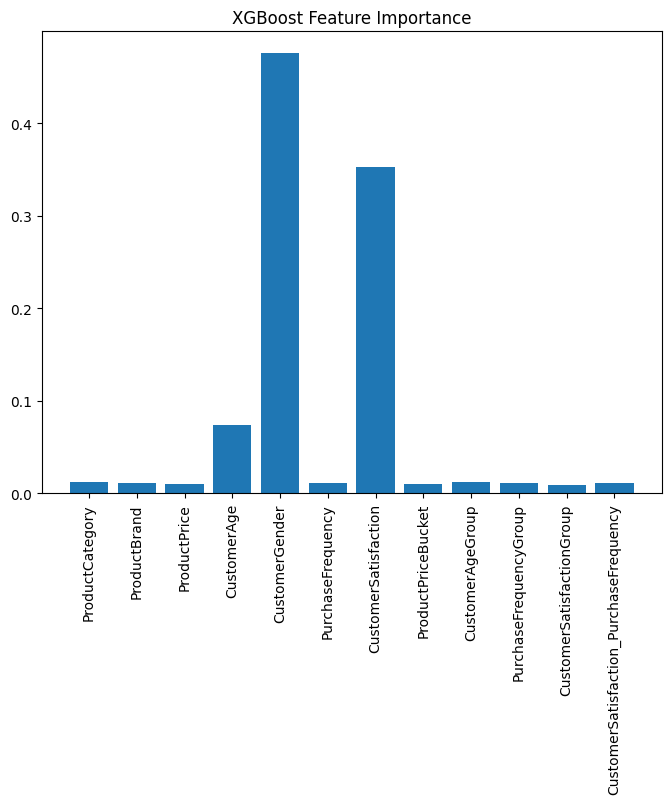 XGBoost Feature Importance
0.4
0.3
0.2
0.1
0.0
ProductCategory
ProductBrand
ProductPrice
CustomerAge
CustomerGender
PurchaseFrequency
CustomerSatisfaction
ProductPriceBucket
CustomerAgeGroup
PurchaseFrequencyGroup
CustomerSatisfactionGroup
CustomerSatisfaction_PurchaseFrequency